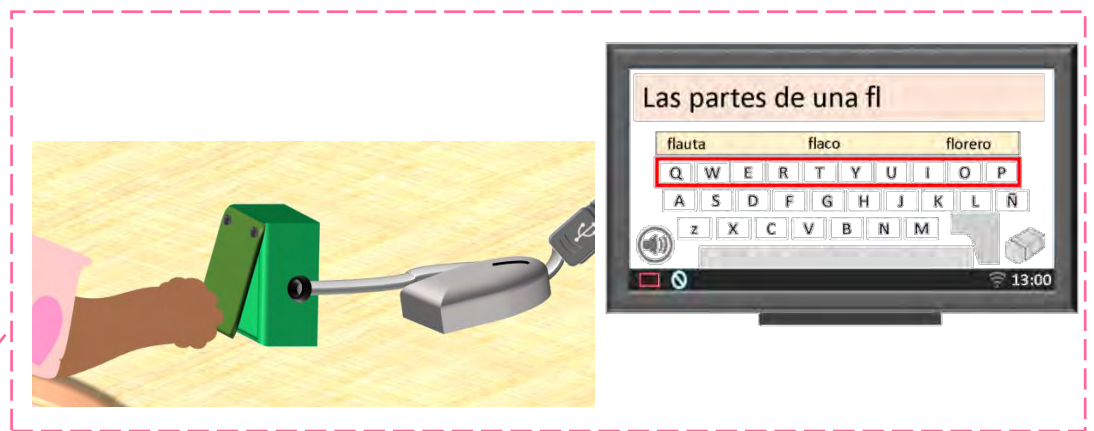 Las partes de una fl
flauta flaco florero
Q W E R T Y U I O P
A S D F G H J K L Ñ
z X C V B N M
13:00